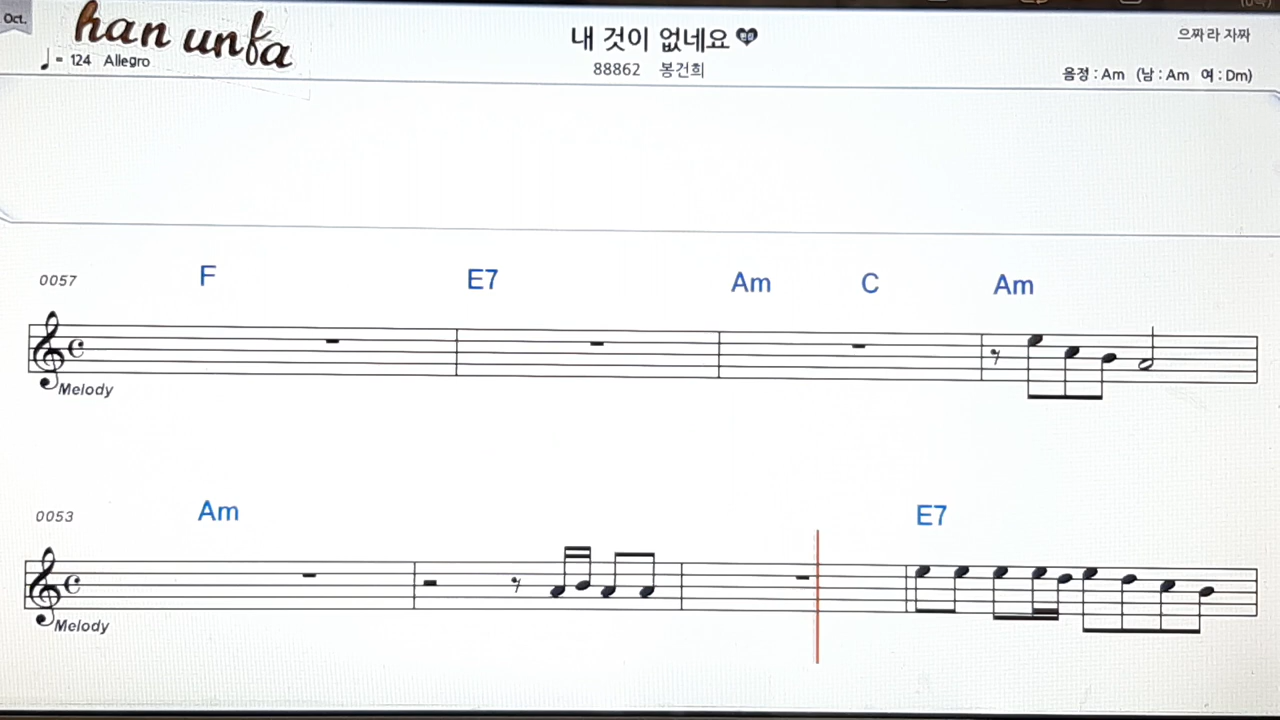 Oct.
han unfa
♩= 124 Allegro
내 것이 없네요
88862 봉건희
으짜라 자짜
음정 : Am (남 : Am 여 : Dm)
0057
F E7 Am C Am
Melody
0053
Am E7
Melody